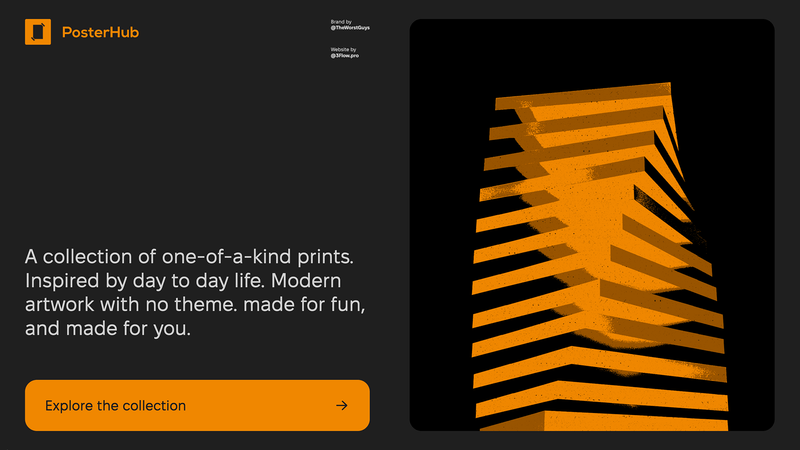 PosterHub
Brand by
@TheWorstGuys
Website by
@3Flow.pro
A collection of one-of-a-kind prints.
Inspired by day to day life. Modern
artwork with no theme. made for fun,
and made for you.
Explore the collection →